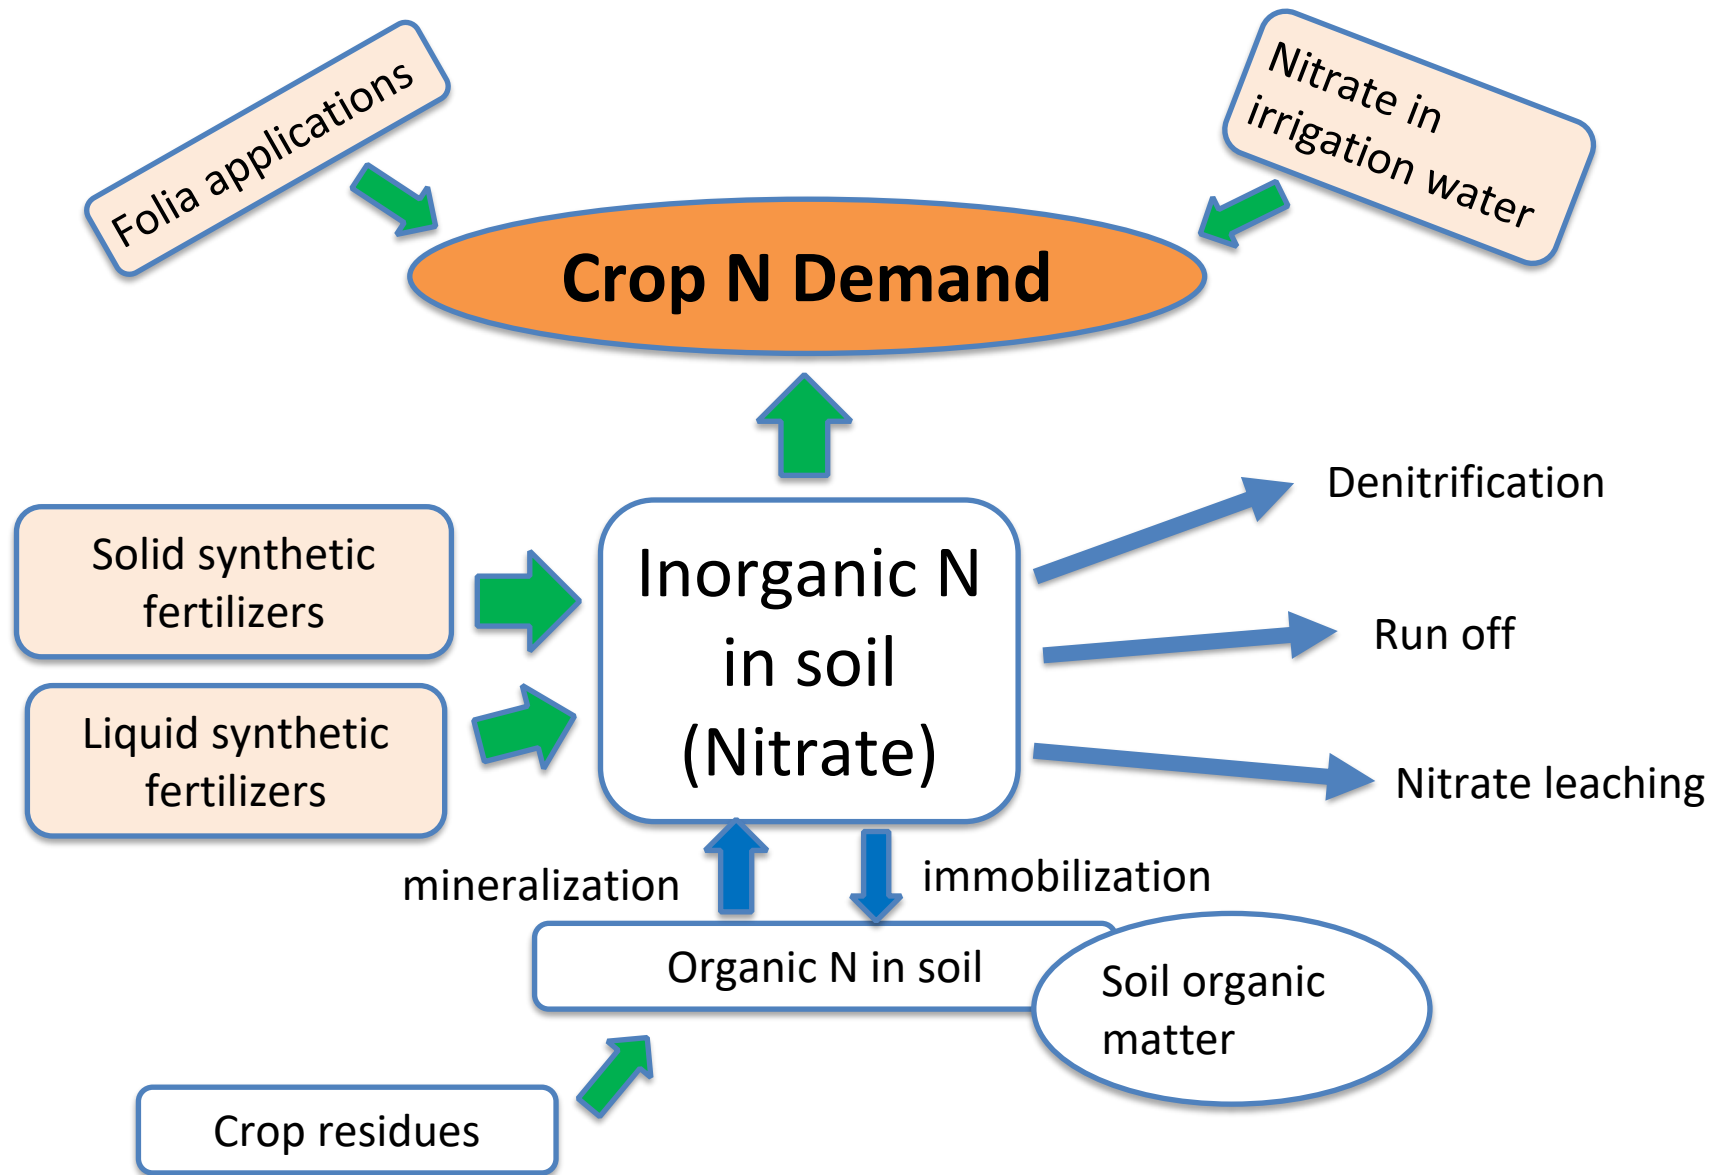 Folia applications
Nitrate in
irrigation water
Crop N Demand
Solid synthetic
fertilizers
Liquid synthetic
fertilizers
Inorganic N
in soil
(Nitrate)
Denitrification
Run off
Nitrate leaching
mineralization
immobilization
Organic N in soil
Soil organic
matter
Crop residues